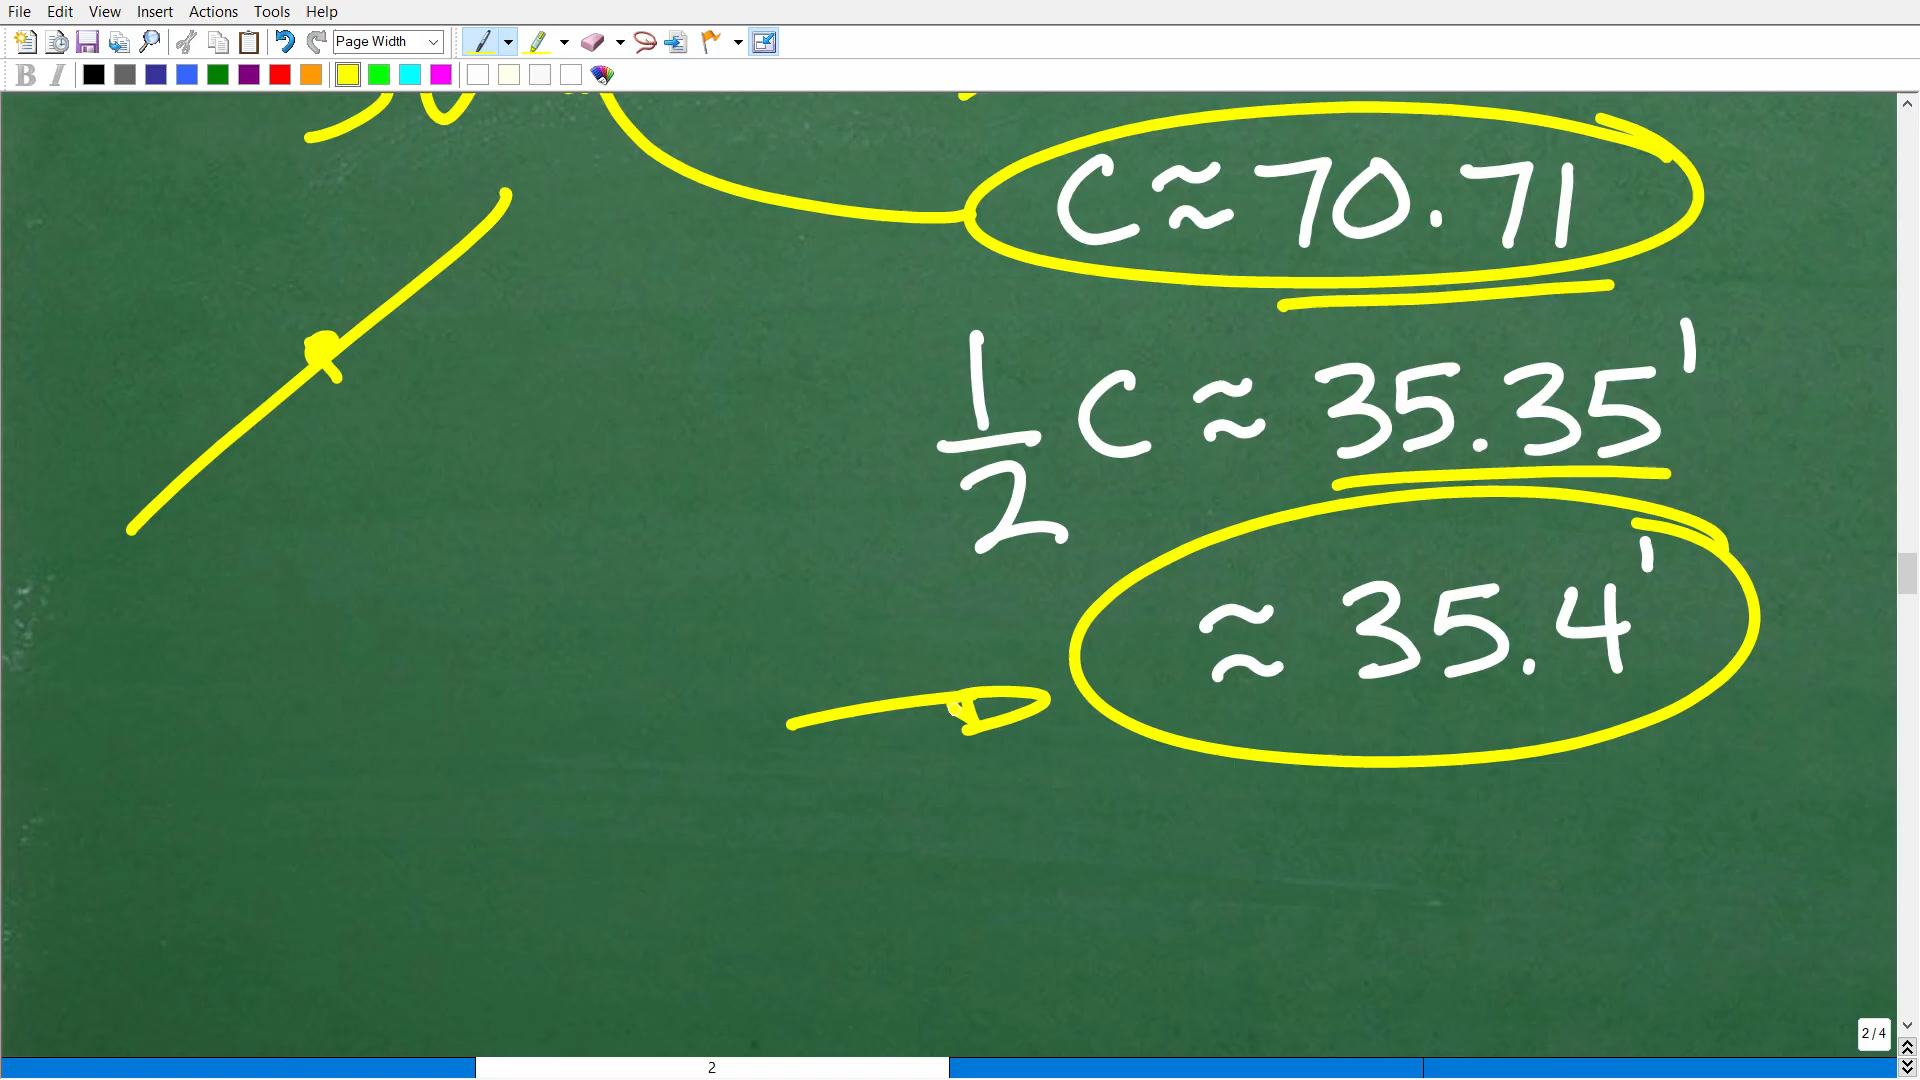 File Edit View Insert Actions Tools Help
Page Width
B I
C ≈ 70.71
1/2 C ≈ 35.35'
≈ 35.4'
2 / 4
2